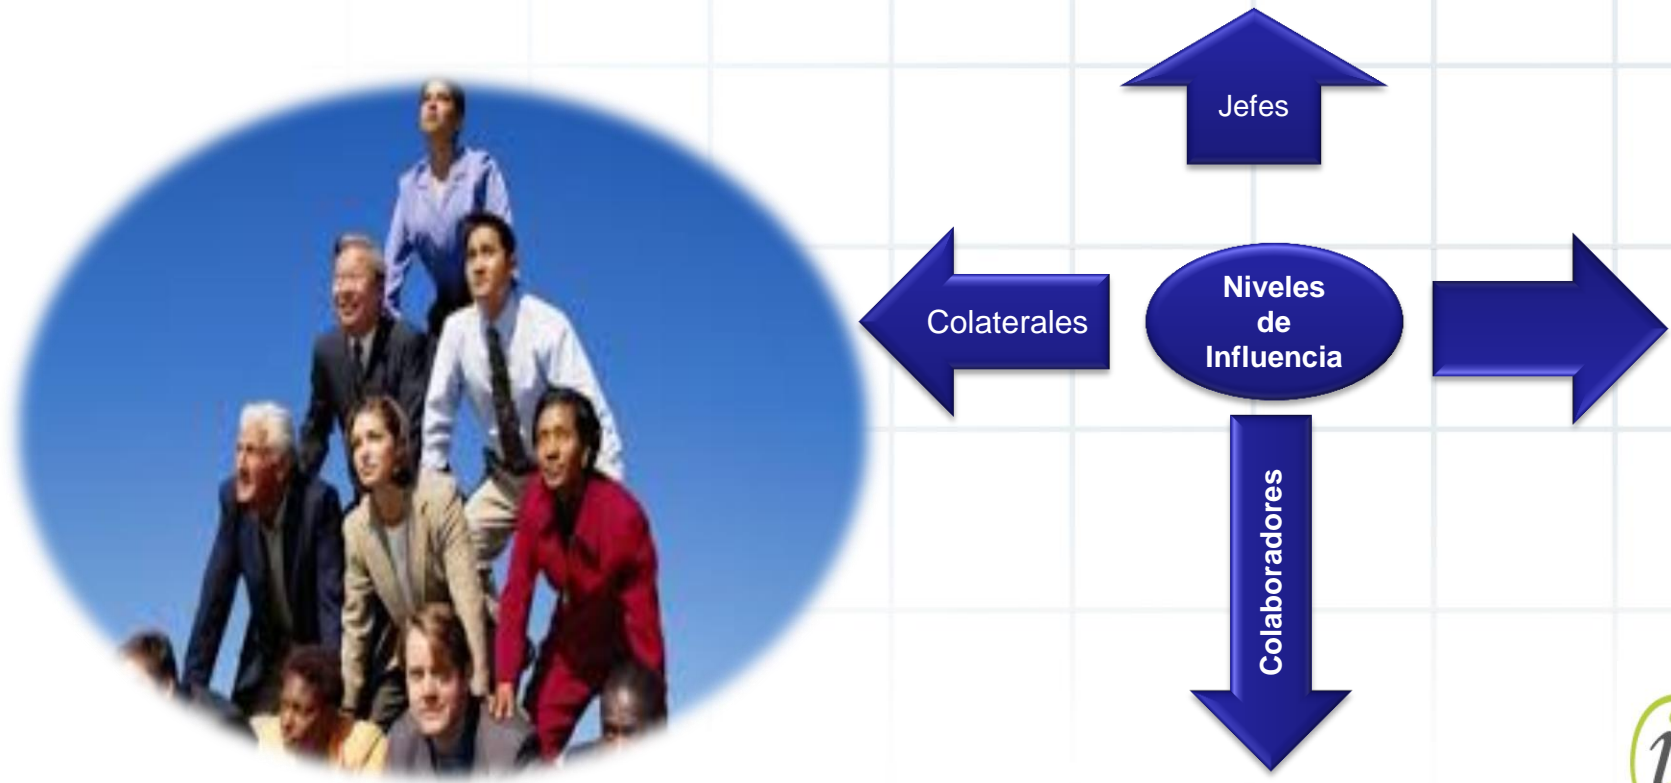 Jefes
Colaterales
Niveles
de
Influencia
Colaboradores